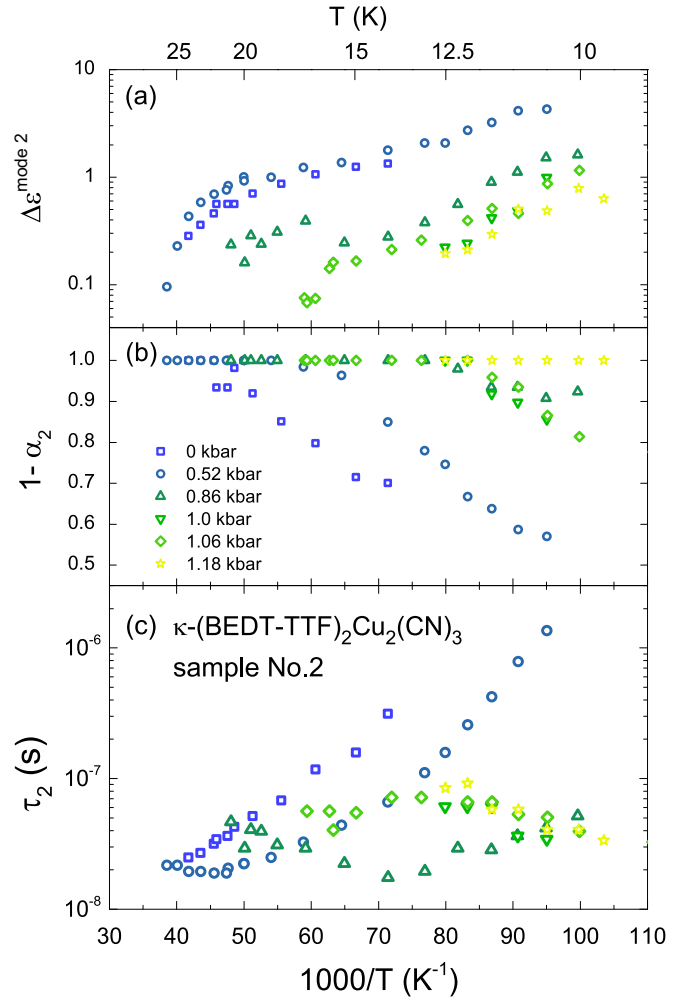 T (K)
25 20 15 12.5 10
(a)
10
1
0.1
Δε^mode 2
(b)
1.0
0.9
0.8
0.7
0.6
0.5
1- α₂
0 kbar
0.52 kbar
0.86 kbar
1.0 kbar
1.06 kbar
1.18 kbar
(c) κ-(BEDT-TTF)₂Cu₂(CN)₃
sample No.2
10⁻⁶
10⁻⁷
10⁻⁸
τ₂ (s)
30 40 50 60 70 80 90 100 110
1000/T (K⁻¹)